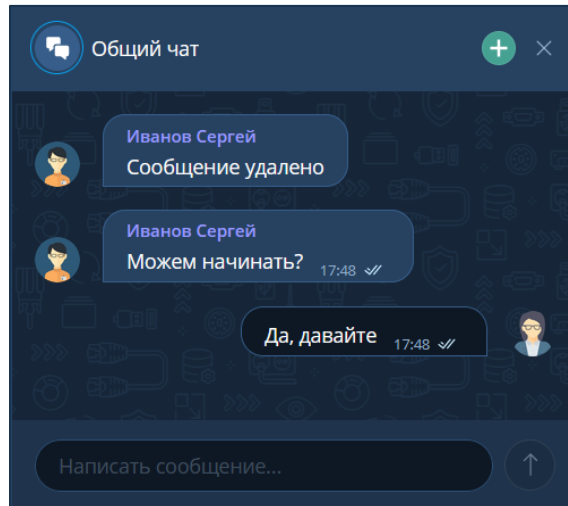 Общий чат
Иванов Сергей
Сообщение удалено
Иванов Сергей
Можем начинать? 17:48
Да, давайте 17:48
Написать сообщение...